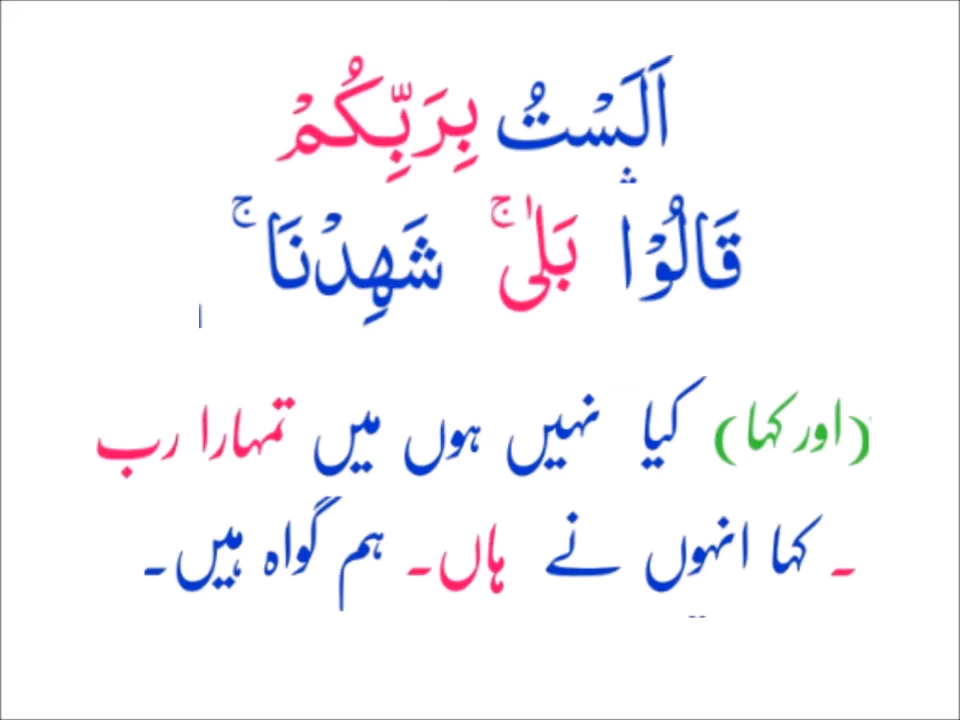 اَلَسْتُ بِرَبِّكُمْ
قَالُوْا بَلٰى ۚ شَهِدْنَا ۚ
(اور کہا) کیا نہیں ہوں میں تمہارا رب
۔ کہا انہوں نے ہاں۔ ہم گواہ ہیں۔